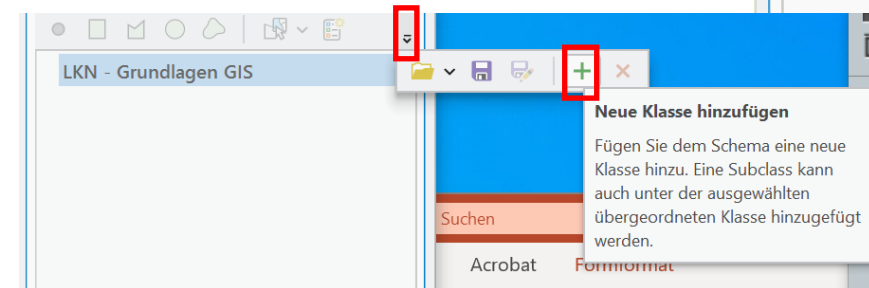 LKN - Grundlagen GIS
Neue Klasse hinzufügen
Fügen Sie dem Schema eine neue
Klasse hinzu. Eine Subclass kann
auch unter der ausgewählten
übergeordneten Klasse hinzugefügt
werden.
Suchen
Acrobat Formformat